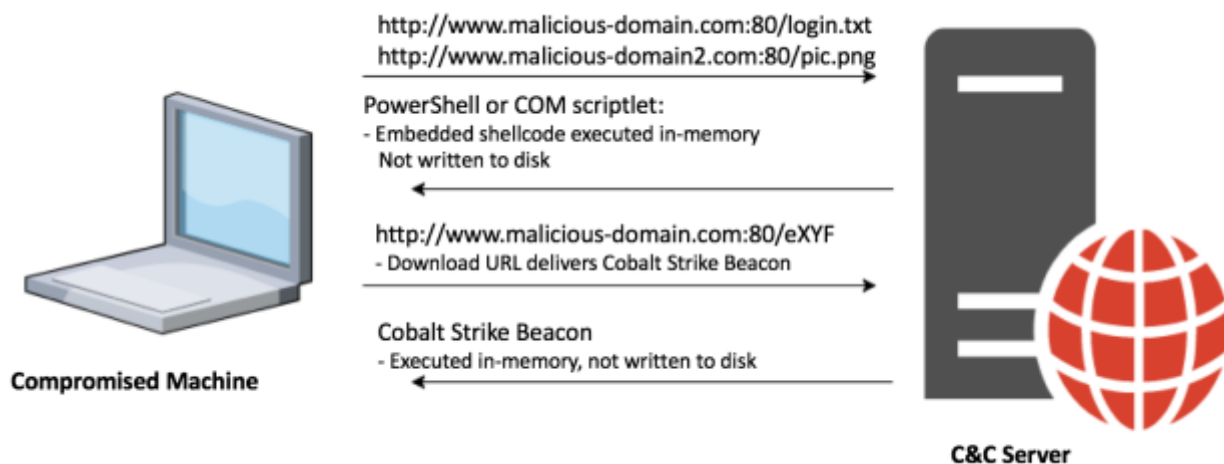 http://www.malicious-domain.com:80/login.txt
http://www.malicious-domain2.com:80/pic.png
PowerShell or COM scriptlet:
- Embedded shellcode executed in-memory
Not written to disk
http://www.malicious-domain.com:80/eXYF
- Download URL delivers Cobalt Strike Beacon
Cobalt Strike Beacon
- Executed in-memory, not written to disk
Compromised Machine
C&C Server